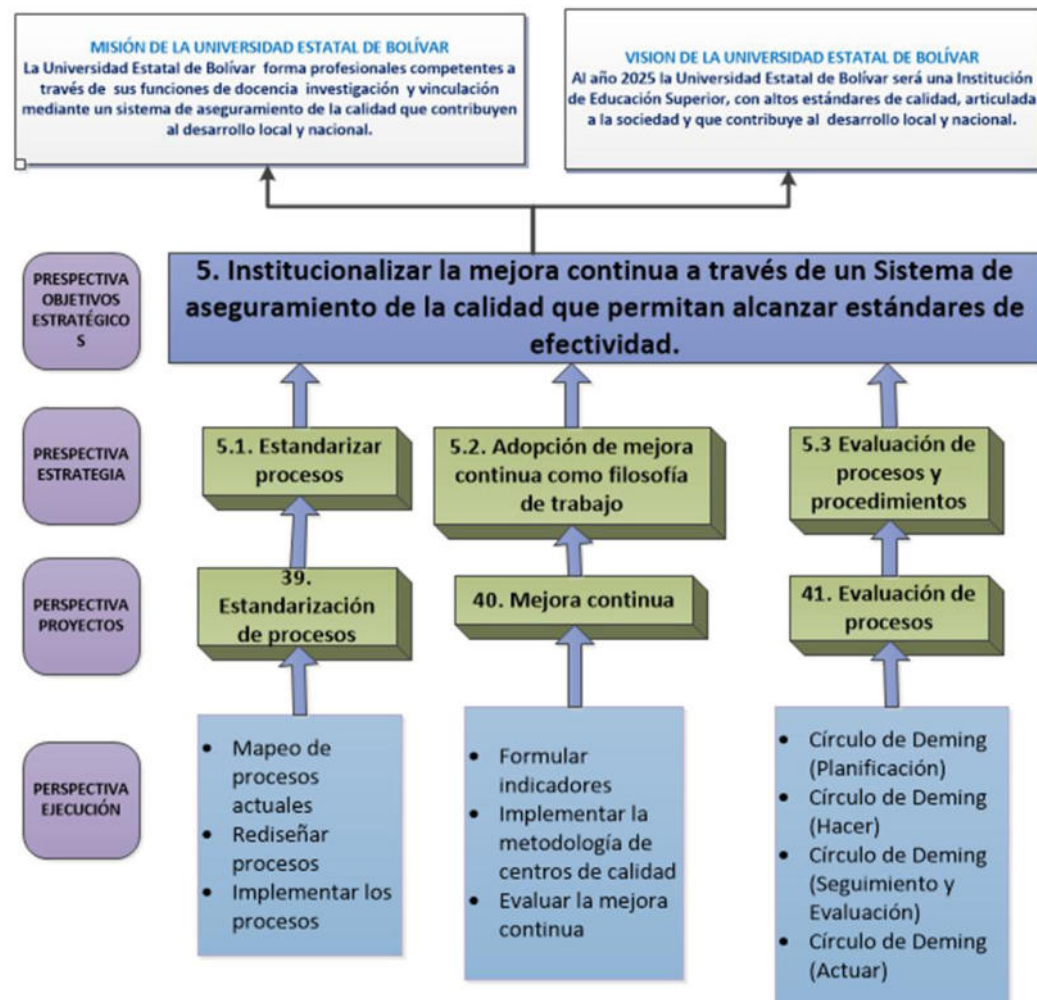 MISIÓN DE LA UNIVERSIDAD ESTATAL DE BOLÍVAR
La Universidad Estatal de Bolívar forma profesionales competentes a
través de sus funciones de docencia investigación y vinculación
mediante un sistema de aseguramiento de la calidad que contribuyen
al desarrollo local y nacional.
VISION DE LA UNIVERSIDAD ESTATAL DE BOLÍVAR
Al año 2025 la Universidad Estatal de Bolívar será una Institución
de Educación Superior, con altos estándares de calidad, articulada
a la sociedad y que contribuye al desarrollo local y nacional.
PRESPECTIVA
OBJETIVOS
ESTRATÉGICO
S
5. Institucionalizar la mejora continua a través de un Sistema de
aseguramiento de la calidad que permitan alcanzar estándares de
efectividad.
PRESPECTIVA
ESTRATEGIA
5.1. Estandarizar
procesos
5.2. Adopción de mejora
continua como filosofía
de trabajo
5.3 Evaluación de
procesos y
procedimientos
PERSPECTIVA
PROYECTOS
39.
Estandarización
de procesos
40. Mejora continua
41. Evaluación de
procesos
PERSPECTIVA
EJECUCIÓN
• Mapeo de
procesos
actuales
• Rediseñar
procesos
• Implementar los
procesos
• Formular
indicadores
• Implementar la
metodología de
centros de calidad
• Evaluar la mejora
continua
• Círculo de Deming
(Planificación)
• Círculo de Deming
(Hacer)
• Círculo de Deming
(Seguimiento y
Evaluación)
• Círculo de Deming
(Actuar)